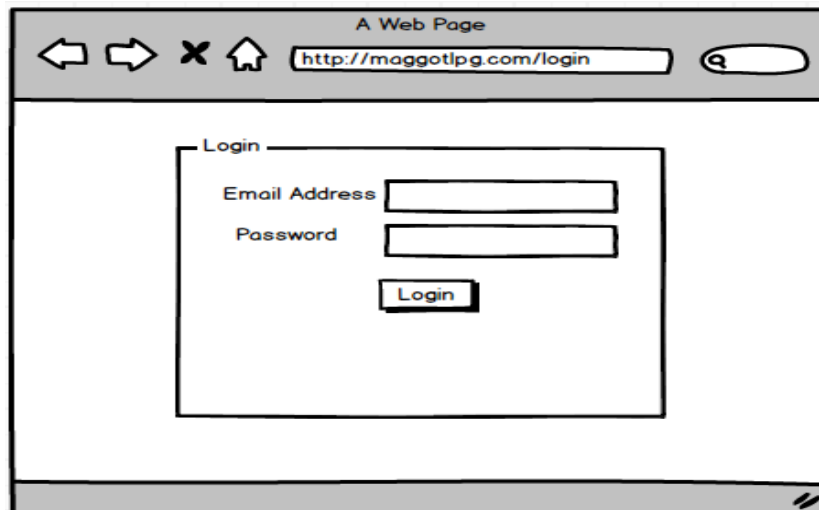 A Web Page
http://maggotlpg.com/login
Login
Email Address
Password
Login